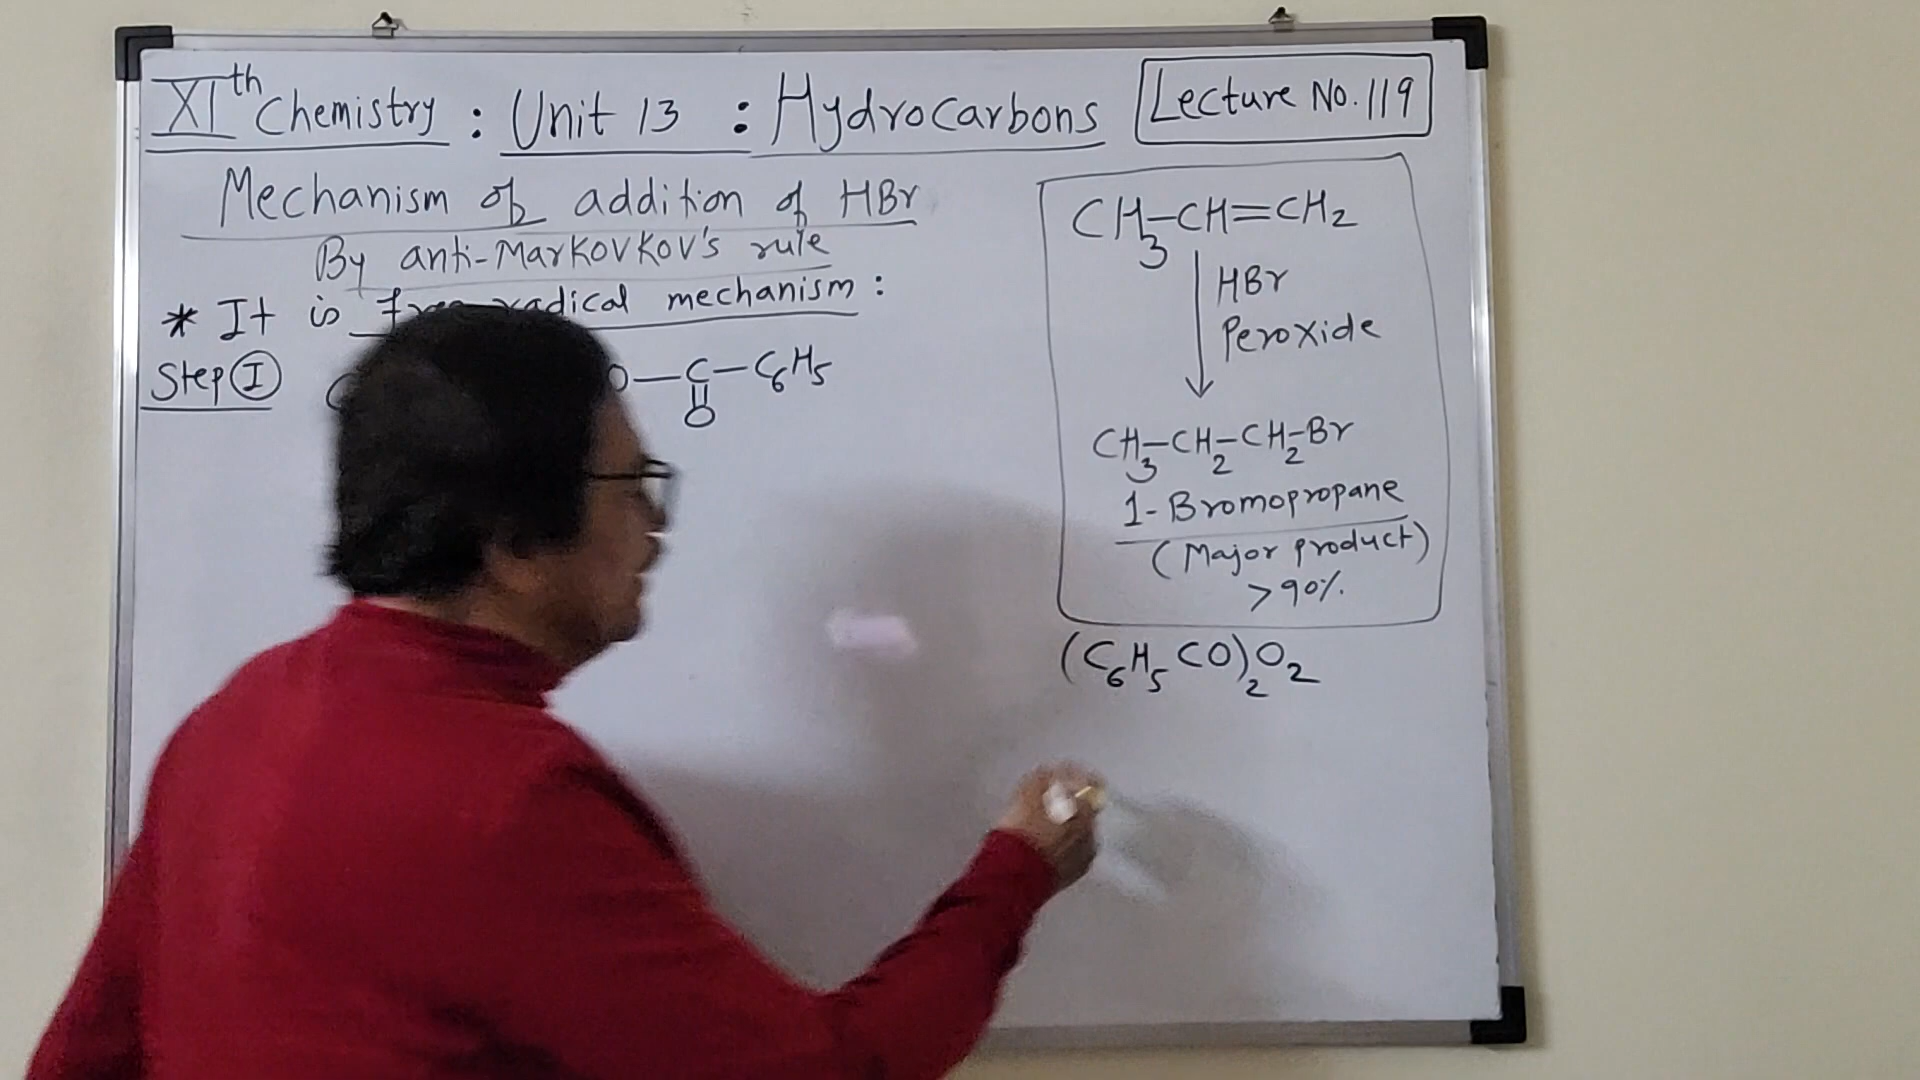 XIth Chemistry : Unit 13 : Hydrocarbons
Lecture No. 119
Mechanism of addition of HBr
By anti-Markovkov's rule
* It is free radical mechanism :
Step I
O—C—C6H5
O
CH3—CH=CH2
HBr
Peroxide
CH3—CH2—CH2—Br
1-Bromopropane
(Major product)
>90%
(C6H5CO)2O2